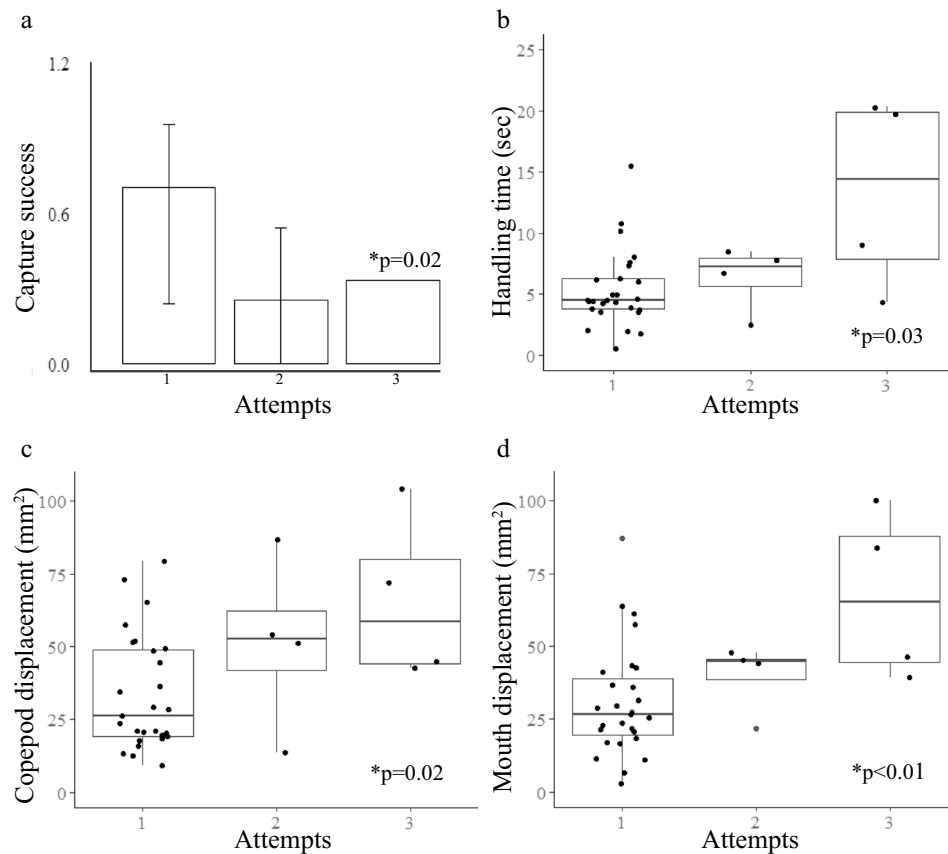 a
1.2
0.6
0.0
Capture success
*p=0.02
1 2 3
Attempts
b
25
20
15
10
5
0
Handling time (sec)
*p=0.03
1 2 3
Attempts
c
100
75
50
25
0
Copepod displacement (mm²)
*p=0.02
1 2 3
Attempts
d
100
75
50
25
0
Mouth displacement (mm²)
*p<0.01
1 2 3
Attempts